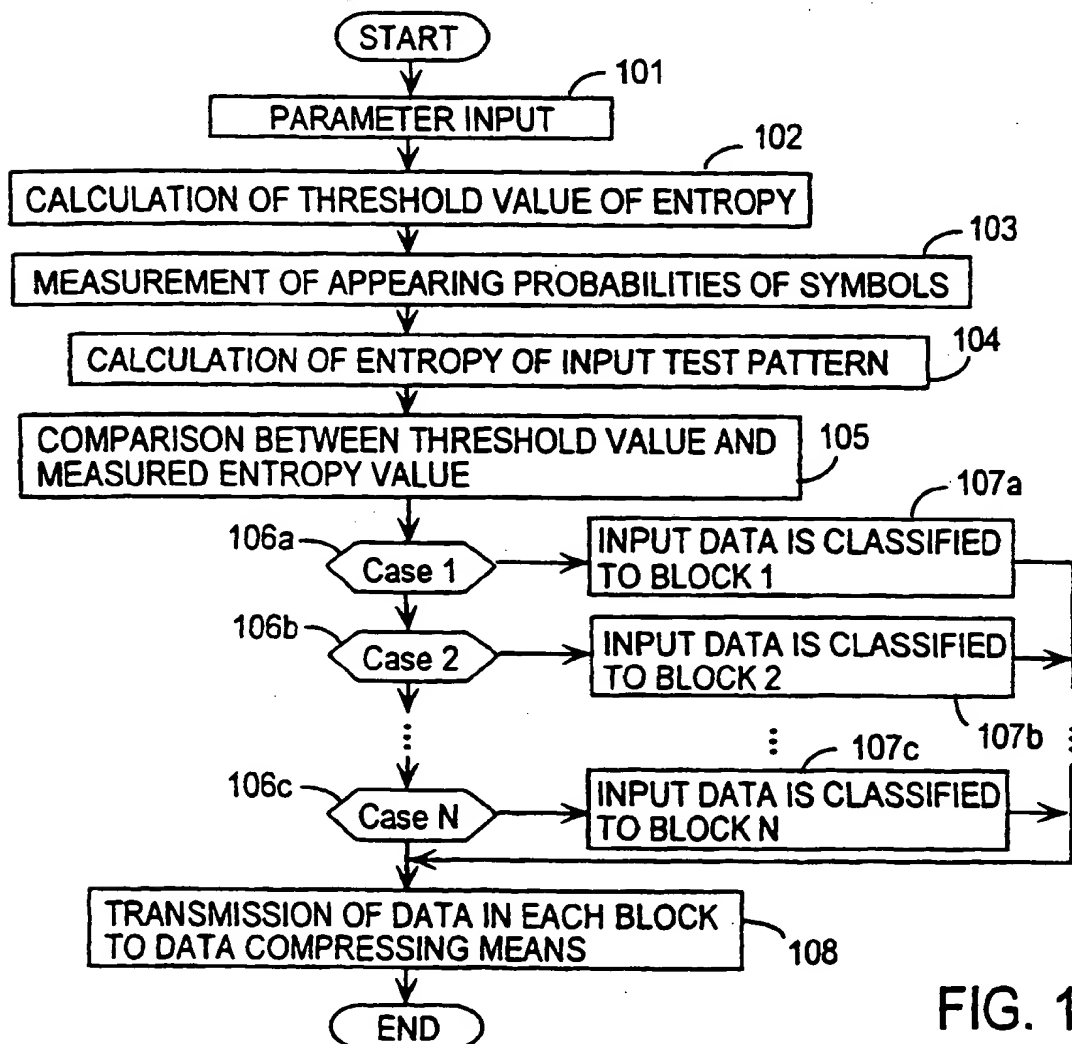 START
101
PARAMETER INPUT
102
CALCULATION OF THRESHOLD VALUE OF ENTROPY
103
MEASUREMENT OF APPEARING PROBABILITIES OF SYMBOLS
CALCULATION OF ENTROPY OF INPUT TEST PATTERN
104
COMPARISON BETWEEN THRESHOLD VALUE AND
MEASURED ENTROPY VALUE
105
106a
Case 1
107a
INPUT DATA IS CLASSIFIED
TO BLOCK 1
106b
Case 2
INPUT DATA IS CLASSIFIED
TO BLOCK 2
107b
106c
Case N
107c
INPUT DATA IS CLASSIFIED
TO BLOCK N
TRANSMISSION OF DATA IN EACH BLOCK
TO DATA COMPRESSING MEANS
108
END
FIG. 1